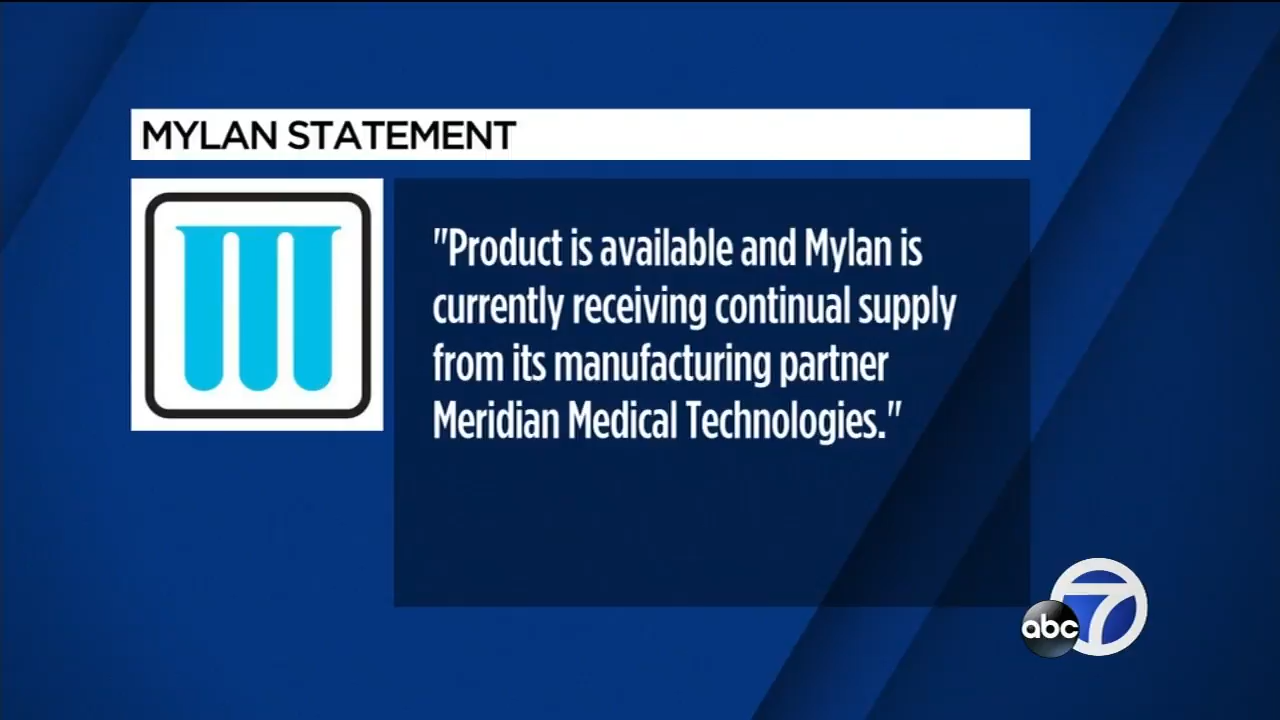 MYLAN STATEMENT
"Product is available and Mylan is
currently receiving continual supply
from its manufacturing partner
Meridian Medical Technologies."
abc 7